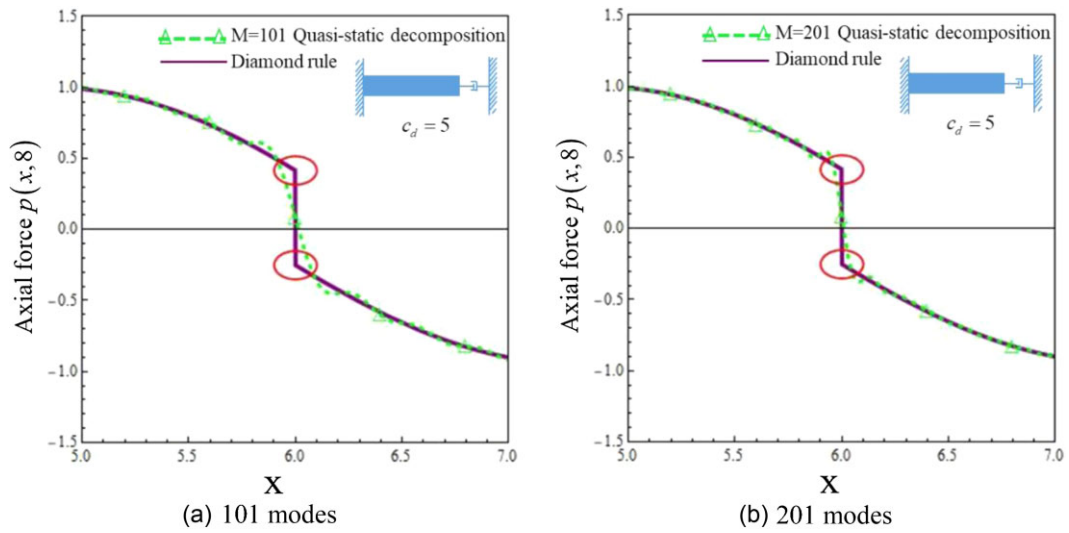 M=101 Quasi-static decomposition
Diamond rule
c_d = 5
Axial force p(x,8)
1.5
1.0
0.5
0.0
−0.5
−1.0
−1.5
5.0 5.5 6.0 6.5 7.0
x
(a) 101 modes
M=201 Quasi-static decomposition
Diamond rule
c_d = 5
Axial force p(x,8)
1.5
1.0
0.5
0.0
−0.5
−1.0
−1.5
5.0 5.5 6.0 6.5 7.0
x
(b) 201 modes